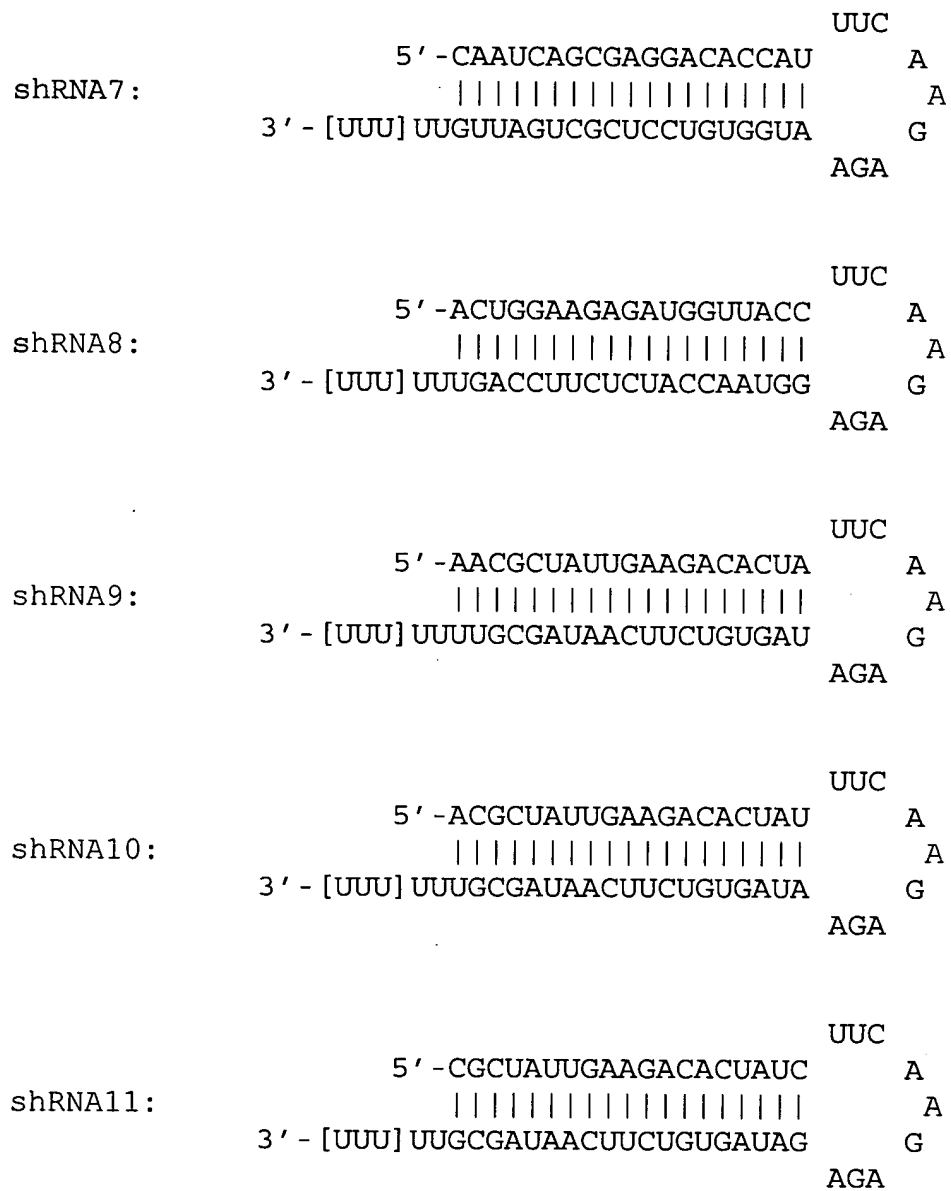 UUC
5'-CAAUCAGCGAGGACACCAU A
shRNA7: | | | | | | | | | | | | | | | | | | | A
3'-[UUU]UUGUUAGUCGCUCCUGUGGUA G
AGA
UUC
5'-ACUGGAAGAGAUGGUUACC A
shRNA8: | | | | | | | | | | | | | | | | | | | A
3'-[UUU]UUUGACCUUCUCUACCAAUGG G
AGA
UUC
5'-AACGCUAUUGAAGACACUA A
shRNA9: | | | | | | | | | | | | | | | | | | | A
3'-[UUU]UUUUGCGAUAACUUCUGUGAU G
AGA
UUC
5'-ACGCUAUUGAAGACACUAU A
shRNA10: | | | | | | | | | | | | | | | | | | | A
3'-[UUU]UUUGCGAUAACUUCUGUGAUA G
AGA
UUC
5'-CGCUAUUGAAGACACUAUC A
shRNA11: | | | | | | | | | | | | | | | | | | | A
3'-[UUU]UUGCGAUAACUUCUGUGAUAG G
AGA